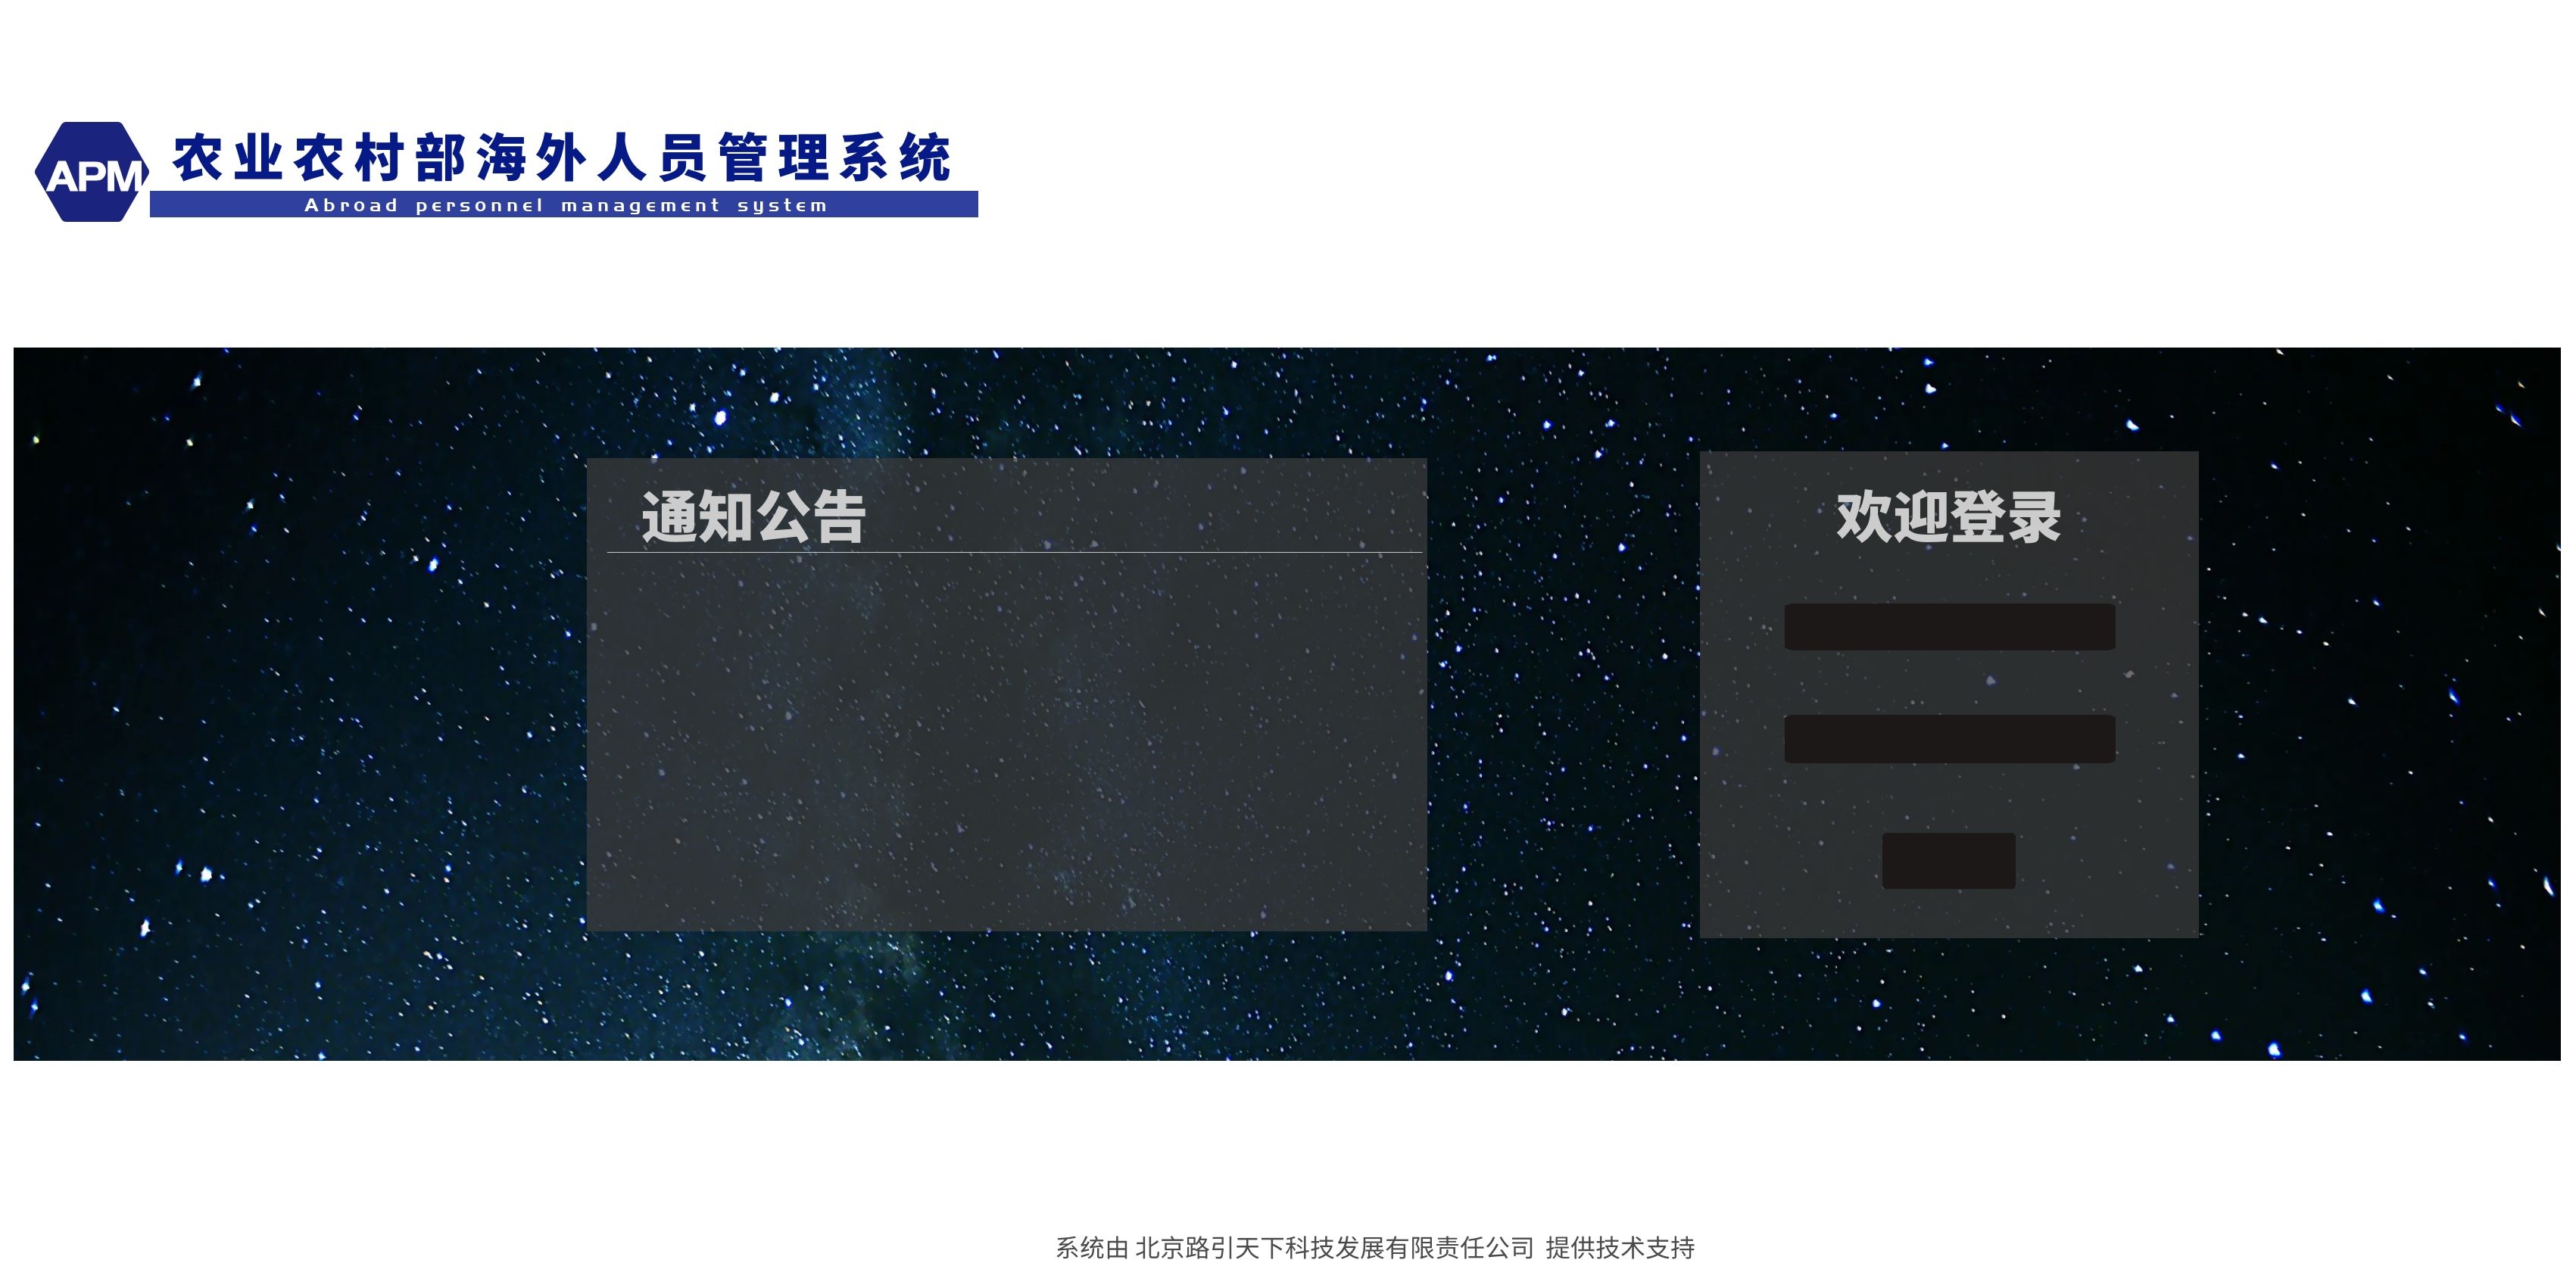 APM
农业农村部海外人员管理系统
Abroad personnel management system
通知公告
欢迎登录
系统由 北京路引天下科技发展有限责任公司 提供技术支持